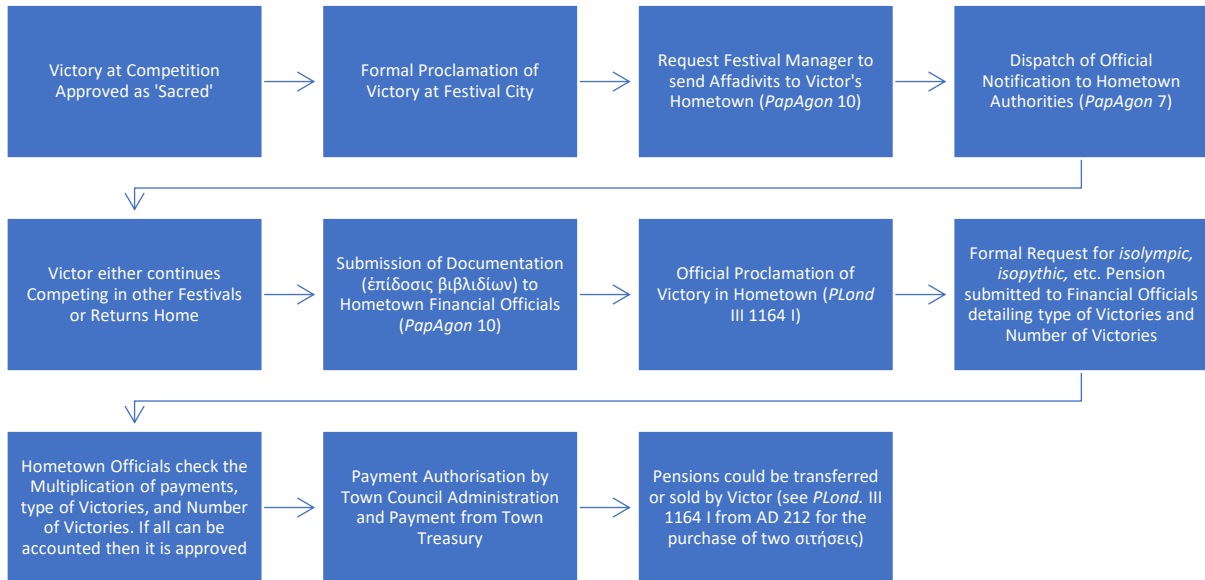 Victory at Competition
Approved as 'Sacred'
Formal Proclamation of
Victory at Festival City
Request Festival Manager to
send Affadivits to Victor's
Hometown (PapAgon 10)
Dispatch of Official
Notification to Hometown
Authorities (PapAgon 7)
Victor either continues
Competing in other Festivals
or Returns Home
Submission of Documentation
(ἐπίδοσις βιβλιδίων) to
Hometown Financial Officials
(PapAgon 10)
Official Proclamation of
Victory in Hometown (PLond
III 1164 I)
Formal Request for isolympic,
isopythic, etc. Pension
submitted to Financial Officials
detailing type of Victories and
Number of Victories
Hometown Officials check the
Multiplication of payments,
type of Victories, and Number
of Victories. If all can be
accounted then it is approved
Payment Authorisation by
Town Council Administration
and Payment from Town
Treasury
Pensions could be transferred
or sold by Victor (see PLond. III
1164 I from AD 212 for the
purchase of two σιτήσεις)